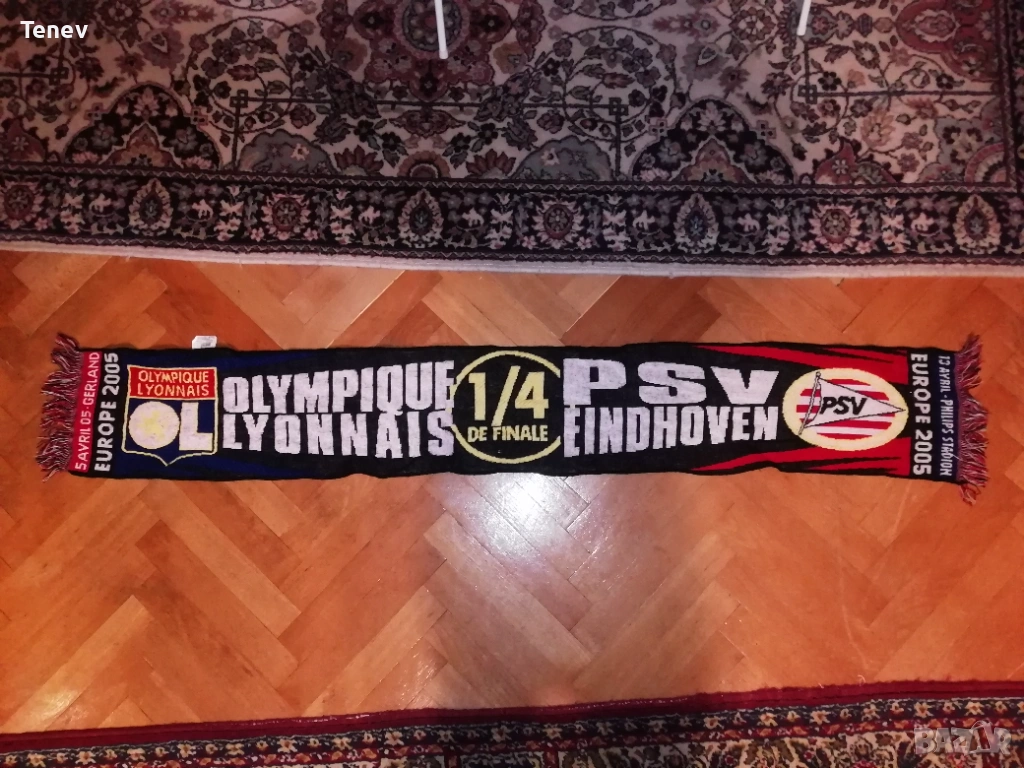 Tenev
5 AVRIL 05 - GERLAND
EUROPE 2005
OLYMPIQUE
LYONNAIS
OL
OLYMPIQUE
LYONNAIS
1/4
DE FINALE
PSV
EINDHOVEN
PSV
EUROPE 2005
13 AVRIL - PHILIPS STADION
BAZAR